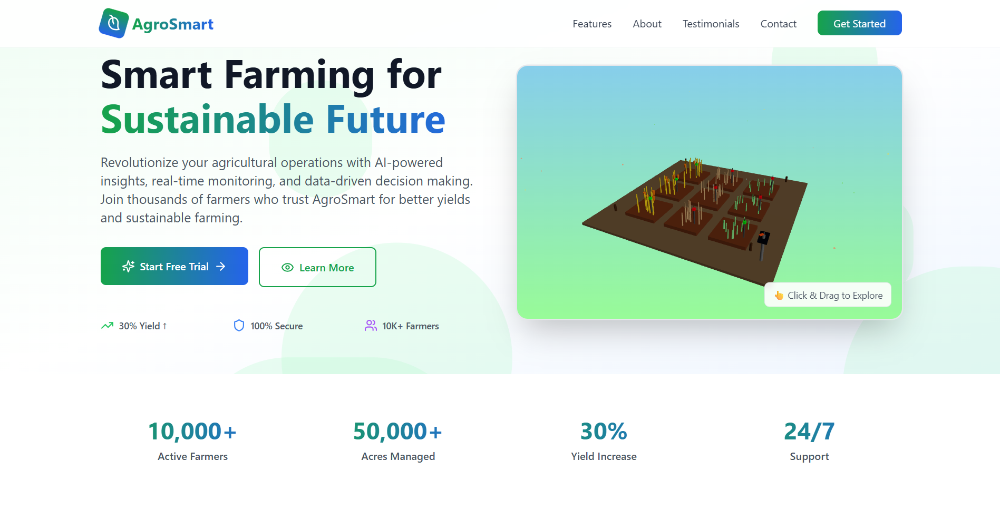 AgroSmart
Features
About
Testimonials
Contact
Get Started
Smart Farming for
Sustainable Future
Revolutionize your agricultural operations with AI-powered
insights, real-time monitoring, and data-driven decision making.
Join thousands of farmers who trust AgroSmart for better yields
and sustainable farming.
Start Free Trial →
Learn More
30% Yield ↑
100% Secure
10K+ Farmers
👆 Click & Drag to Explore
10,000+
Active Farmers
50,000+
Acres Managed
30%
Yield Increase
24/7
Support